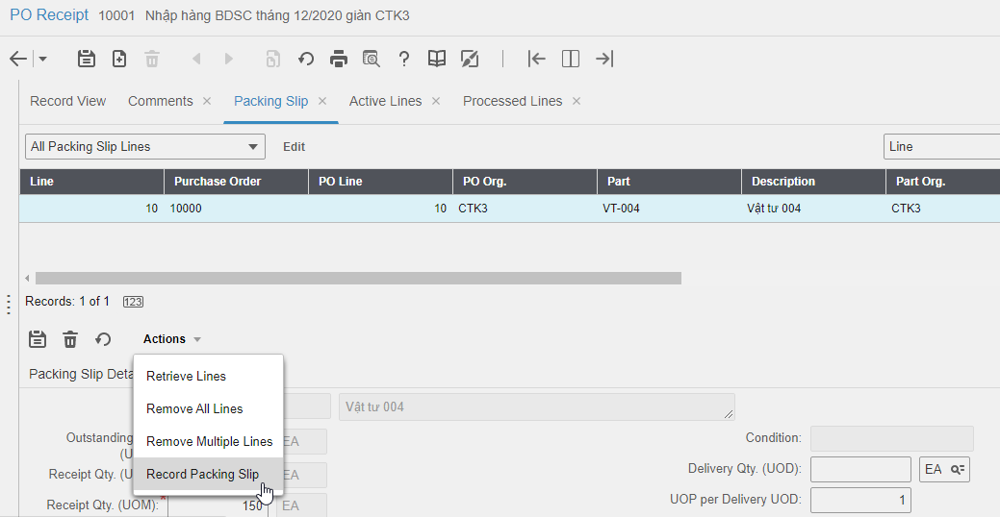 PO Receipt 10001 Nhập hàng BDSC tháng 12/2020 giàn CTK3
Record View Comments × Packing Slip × Active Lines × Processed Lines ×
All Packing Slip Lines Edit Line
Line Purchase Order PO Line PO Org. Part Description Part Org.
10 10000 10 CTK3 VT-004 Vật tư 004 CTK3
Records: 1 of 1 123
Actions
Retrieve Lines
Remove All Lines
Remove Multiple Lines
Record Packing Slip
Packing Slip Deta
Vật tư 004
Outstanding
(U
EA
Condition:
Receipt Qty. (U
EA
Delivery Qty. (UOD): EA
Receipt Qty. (UOM):* 150 EA
UOP per Delivery UOD: 1